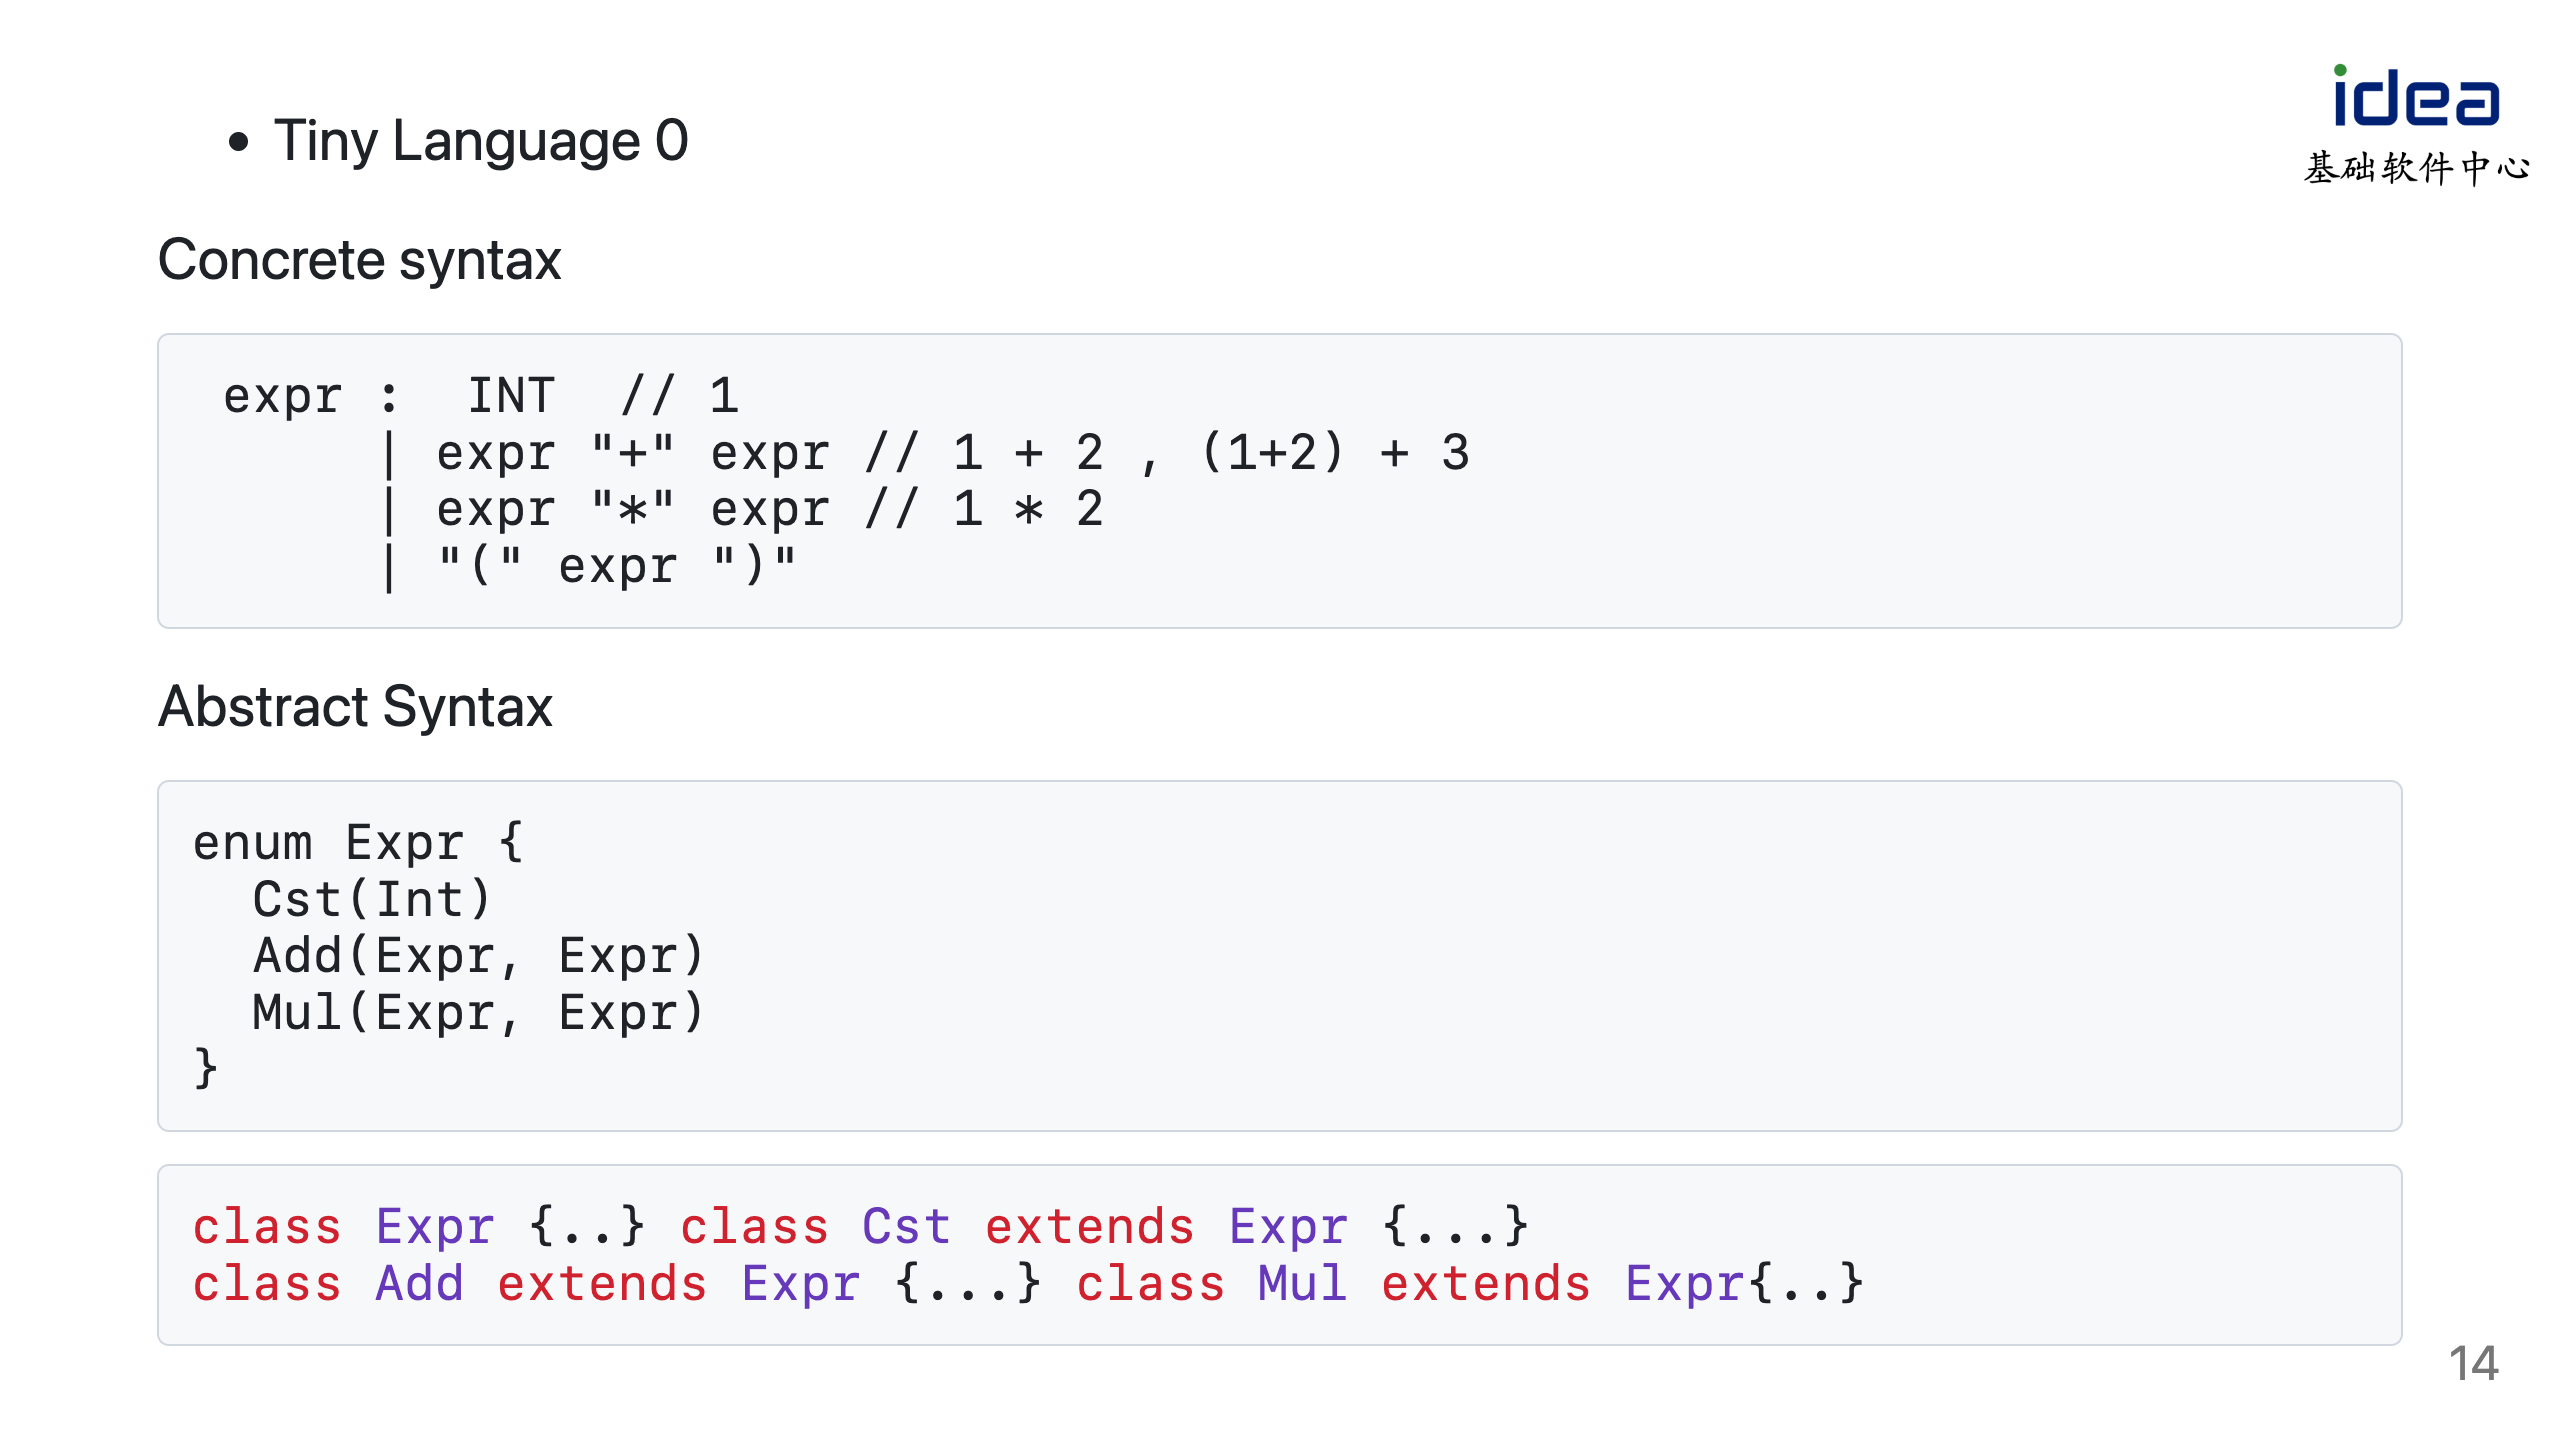 idea
基础软件中心
• Tiny Language 0
Concrete syntax
expr :  INT  // 1
     | expr "+" expr // 1 + 2 , (1+2) + 3
     | expr "*" expr // 1 * 2
     | "(" expr ")"
Abstract Syntax
enum Expr {
  Cst(Int)
  Add(Expr, Expr)
  Mul(Expr, Expr)
}
class Expr {..} class Cst extends Expr {...}
class Add extends Expr {...} class Mul extends Expr{..}
14